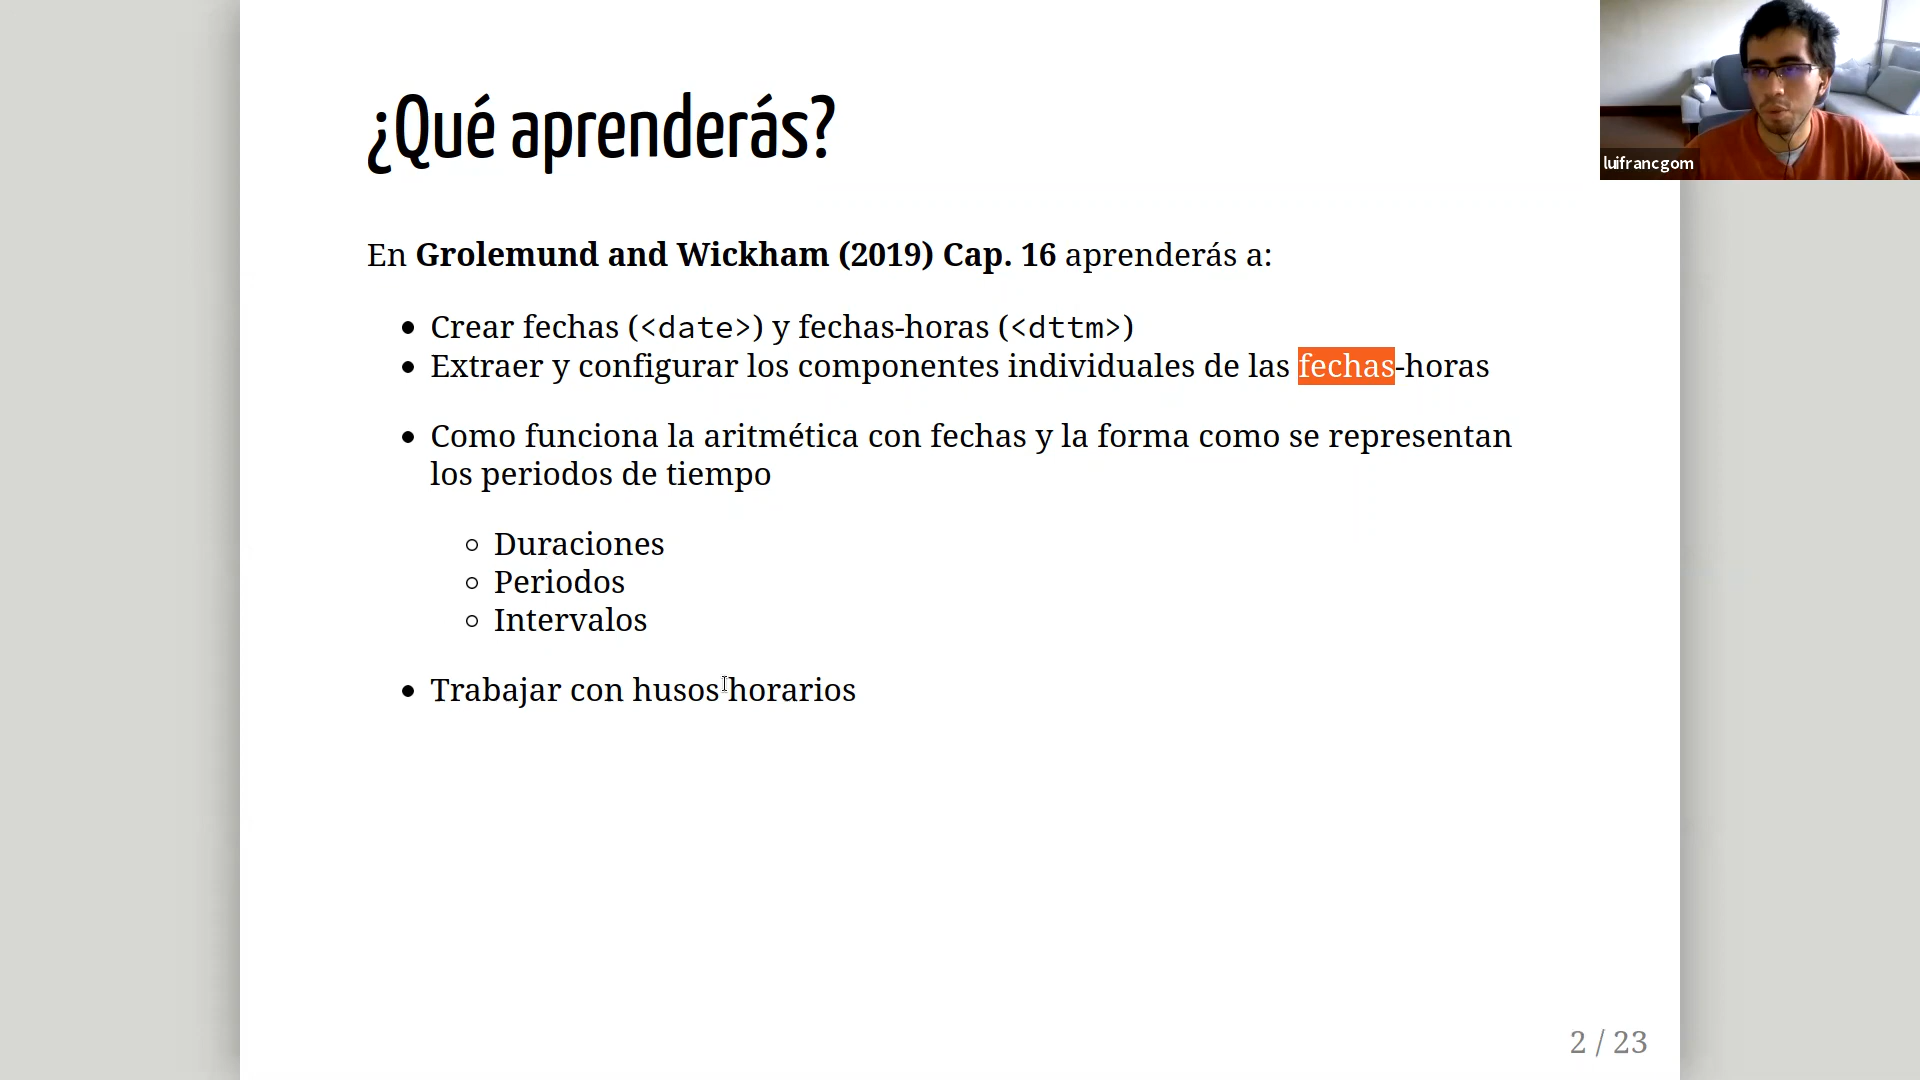 ¿Qué aprenderás?
luifrancgom
En Grolemund and Wickham (2019) Cap. 16 aprenderás a:
Crear fechas (<date>) y fechas-horas (<dttm>)
Extraer y configurar los componentes individuales de las fechas-horas
Como funciona la aritmética con fechas y la forma como se representan
los periodos de tiempo
Duraciones
Periodos
Intervalos
Trabajar con husos horarios
2 / 23